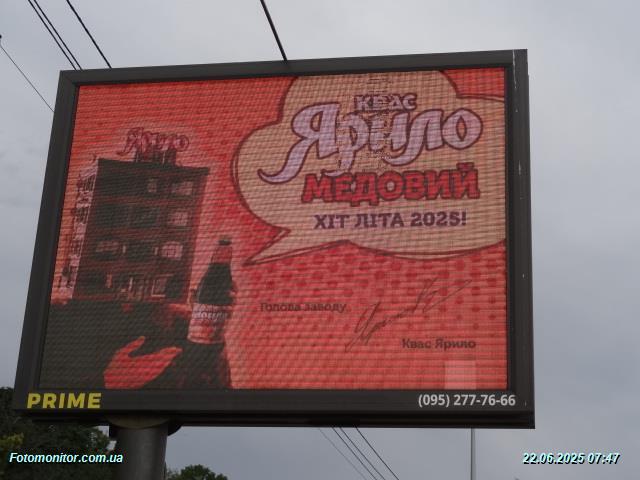 Ярило
КВАС
Ярило
МЕДОВИЙ
ХІТ ЛІТА 2025!
Голова заводу
Квас Ярило
PRIME
(095) 277-76-66
Fotomonitor.com.ua
22.06.2025 07:47